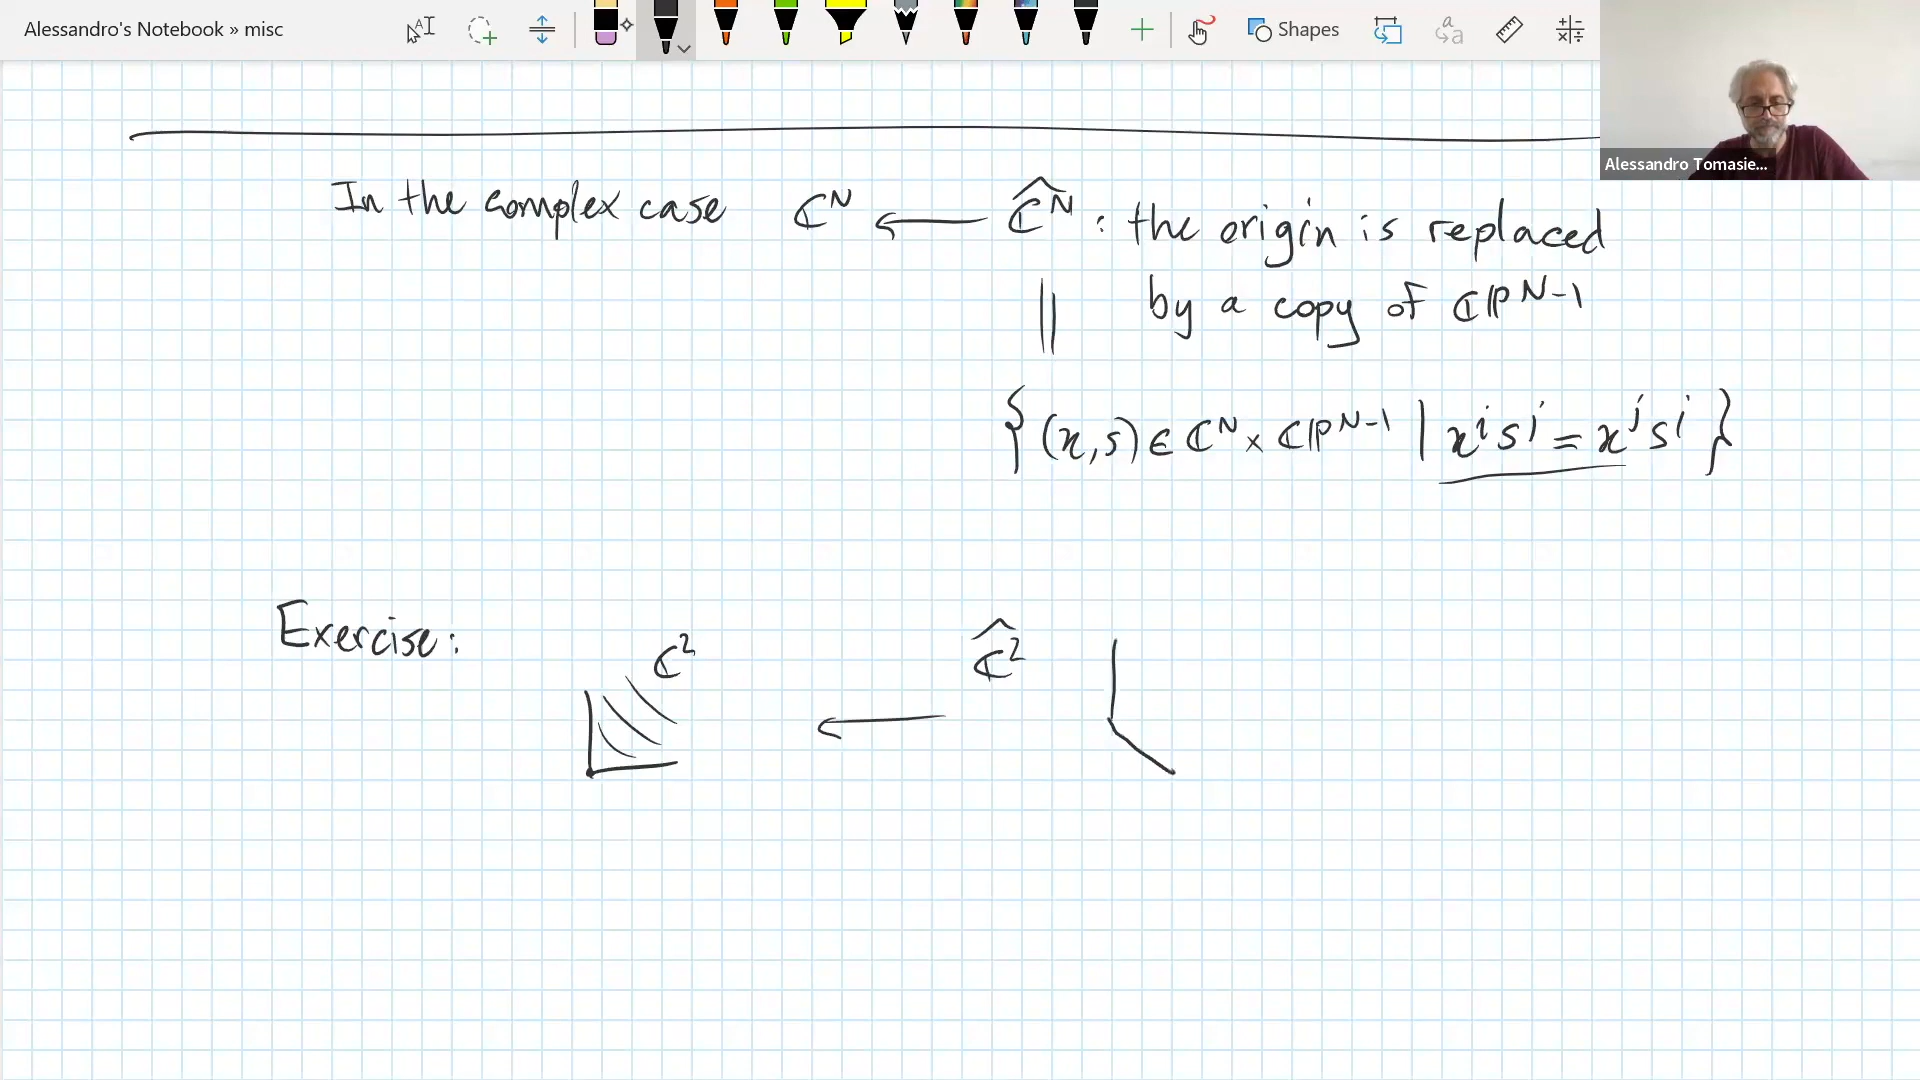 Alessandro's Notebook » misc
Shapes
Alessandro Tomasie...
In the complex case ℂᴺ ← ℂ̂ᴺ : the origin is replaced
|| by a copy of ℂℙᴺ⁻¹
{(x,s) ∈ ℂᴺ × ℂℙᴺ⁻¹ | xⁱsʲ = xʲsⁱ}
Exercise:
ℂ² ← ℂ̂²